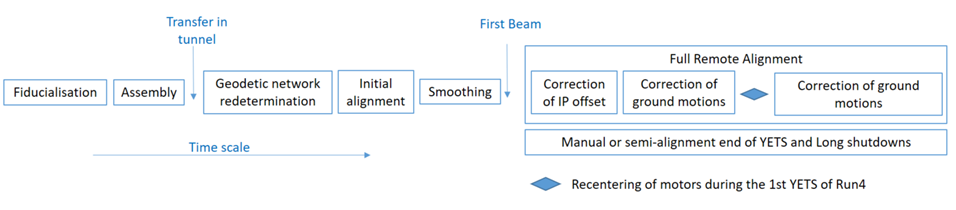 Transfer in
tunnel
First Beam
Fiducialisation
Assembly
Geodetic network
redetermination
Initial
alignment
Smoothing
Full Remote Alignment
Correction
of IP offset
Correction of
ground motions
Correction of ground
motions
Time scale
Manual or semi-alignment end of YETS and Long shutdowns
Recentering of motors during the 1st YETS of Run4